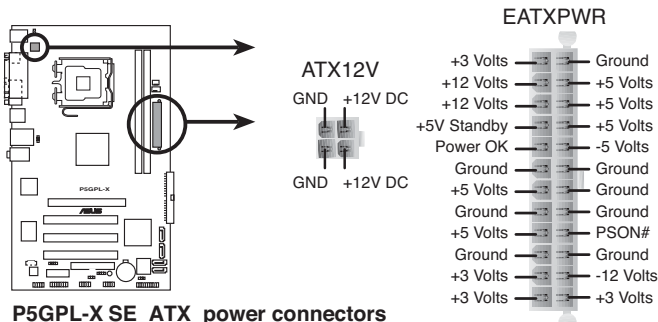 EATXPWR
ATX12V
GND +12V DC
GND +12V DC
+3 Volts Ground
+12 Volts +5 Volts
+12 Volts +5 Volts
+5V Standby +5 Volts
Power OK -5 Volts
Ground Ground
+5 Volts Ground
Ground Ground
+5 Volts PSON#
Ground Ground
+3 Volts -12 Volts
+3 Volts +3 Volts
P5GPL-X
ASUS
P5GPL-X SE ATX power connectors